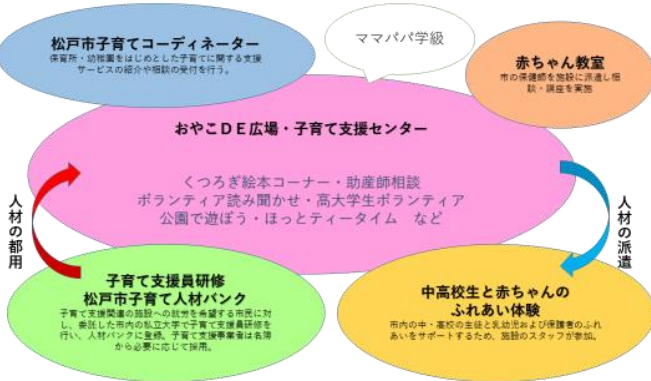 松戸市子育てコーディネーター
保育所・幼稚園をはじめとした子育てに関する支援
サービスの紹介や相談の受付を行う。
ママパパ学級
赤ちゃん教室
市の保健師を施設に派遣し相
談・講座を実施
おやこDE広場・子育て支援センター
くつろぎ絵本コーナー・助産師相談
ボランティア読み聞かせ・高大学生ボランティア
公園で遊ぼう・ほっとティータイム　など
人材の都用
人材の派遣
子育て支援員研修
松戸市子育て人材バンク
子育て支援関連の施設への就労を希望する市民に対
し、委託した市内の私立大学で子育て支援員研修を
行い、人材バンクに登録。子育て支援事業者は名簿
から必要に応じて採用。
中高校生と赤ちゃんの
ふれあい体験
市内の中・高校の生徒と乳幼児および保護者のふれ
あいをサポートするため、施設のスタッフが参加。